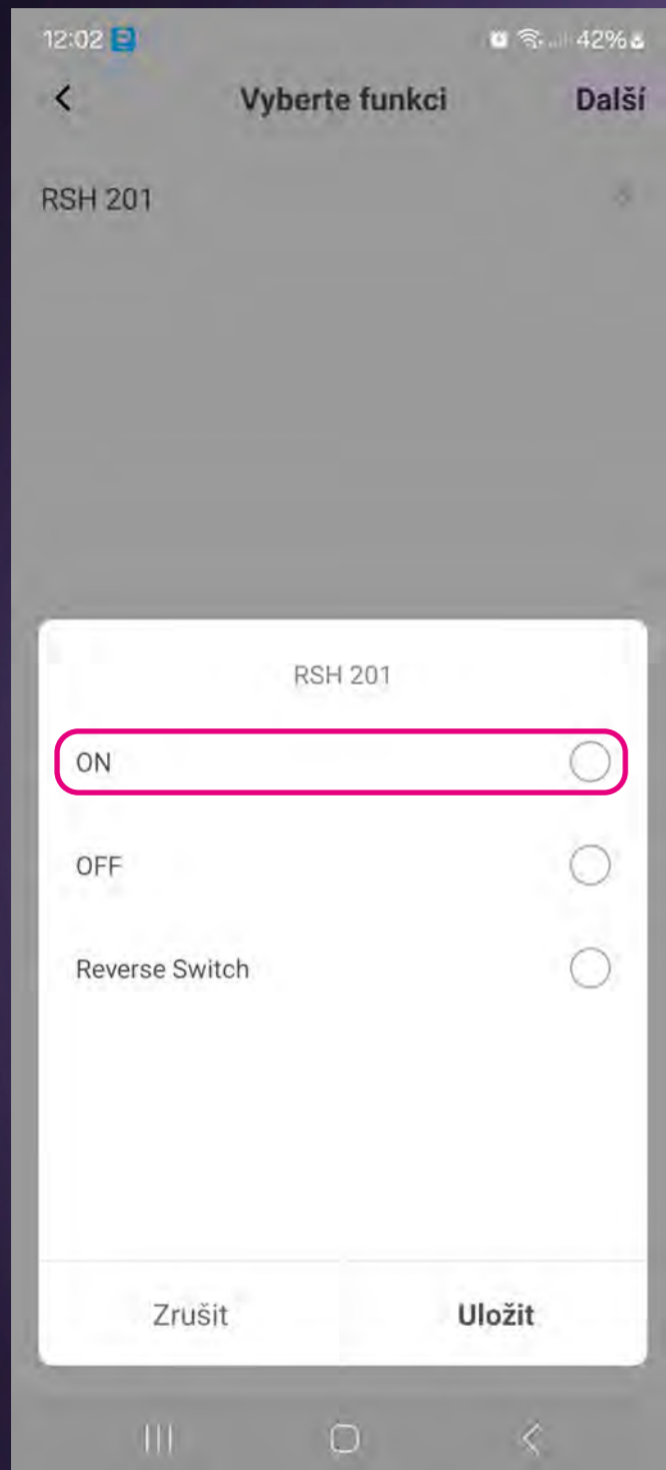 12:02 42%
Vyberte funkci Další
RSH 201
RSH 201
ON
OFF
Reverse Switch
Zrušit Uložit